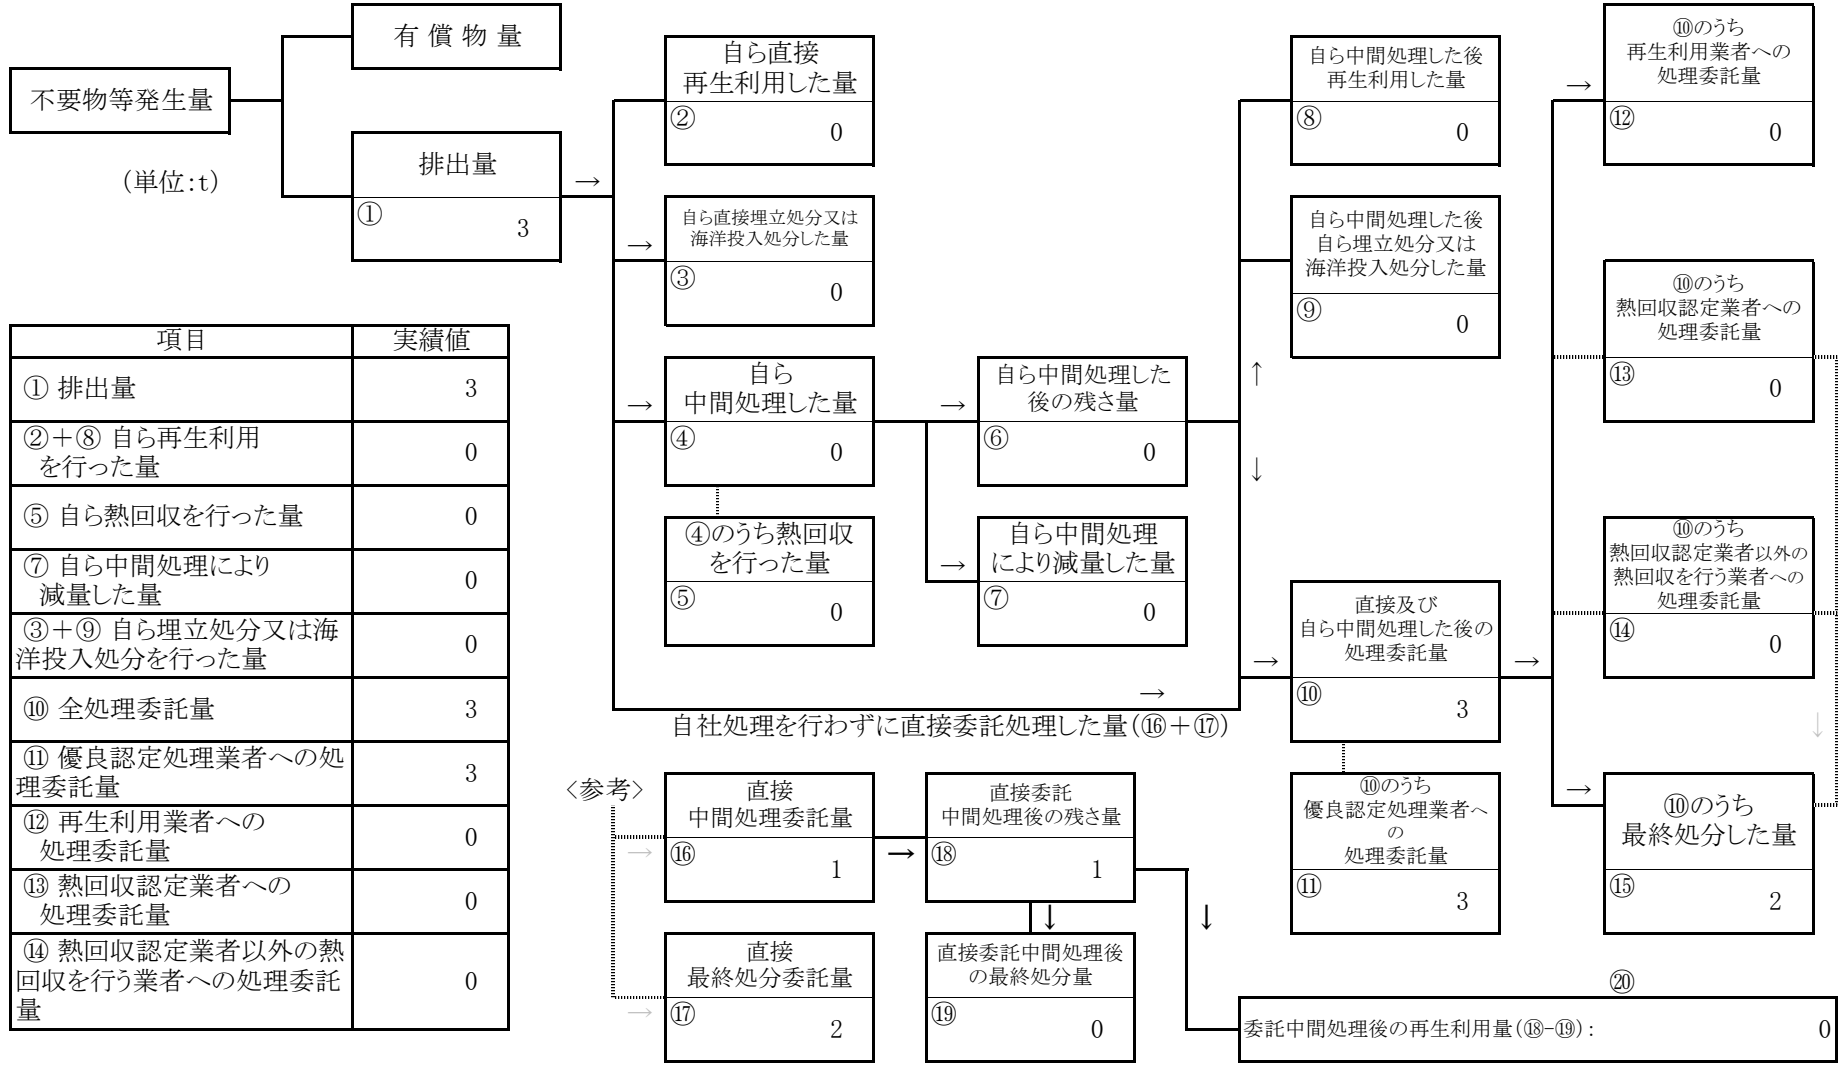 有 償 物 量
不要物等発生量
(単位:t)
排出量
①
3
→
自ら直接
再生利用した量
②
0
→
自ら直接埋立処分又は
海洋投入処分した量
③
0
→
自ら
中間処理した量
④
0
④のうち熱回収
を行った量
⑤
0
→
自ら中間処理した
後の残さ量
⑥
0
→
自ら中間処理
により減量した量
⑦
0
↑
↓
自ら中間処理した後
再生利用した量
⑧
0
自ら中間処理した後
自ら埋立処分又は
海洋投入処分した量
⑨
0
→
自社処理を行わずに直接委託処理した量(⑯+⑰)
→
直接及び
自ら中間処理した後の
処理委託量
⑩
3
⑩のうち
優良認定処理業者へ
の
処理委託量
⑪
3
→
→
⑩のうち
再生利用業者への
処理委託量
⑫
0
⑩のうち
熱回収認定業者への
処理委託量
⑬
0
⑩のうち
熱回収認定業者以外の
熱回収を行う業者への
処理委託量
⑭
0
↓
→
⑩のうち
最終処分した量
⑮
2
項目 実績値
① 排出量 3
②+⑧ 自ら再生利用
を行った量 0
⑤ 自ら熱回収を行った量 0
⑦ 自ら中間処理により
減量した量 0
③+⑨ 自ら埋立処分又は海
洋投入処分を行った量 0
⑩ 全処理委託量 3
⑪ 優良認定処理業者への処
理委託量 3
⑫ 再生利用業者への
処理委託量 0
⑬ 熱回収認定業者への
処理委託量 0
⑭ 熱回収認定業者以外の熱
回収を行う業者への処理委託
量 0
<参考>
→
直接
中間処理委託量
⑯
1
→
直接委託
中間処理後の残さ量
⑱
1
↓
↓
→
直接
最終処分委託量
⑰
2
直接委託中間処理後
の最終処分量
⑲
0
⑳
委託中間処理後の再生利用量(⑱-⑲): 0